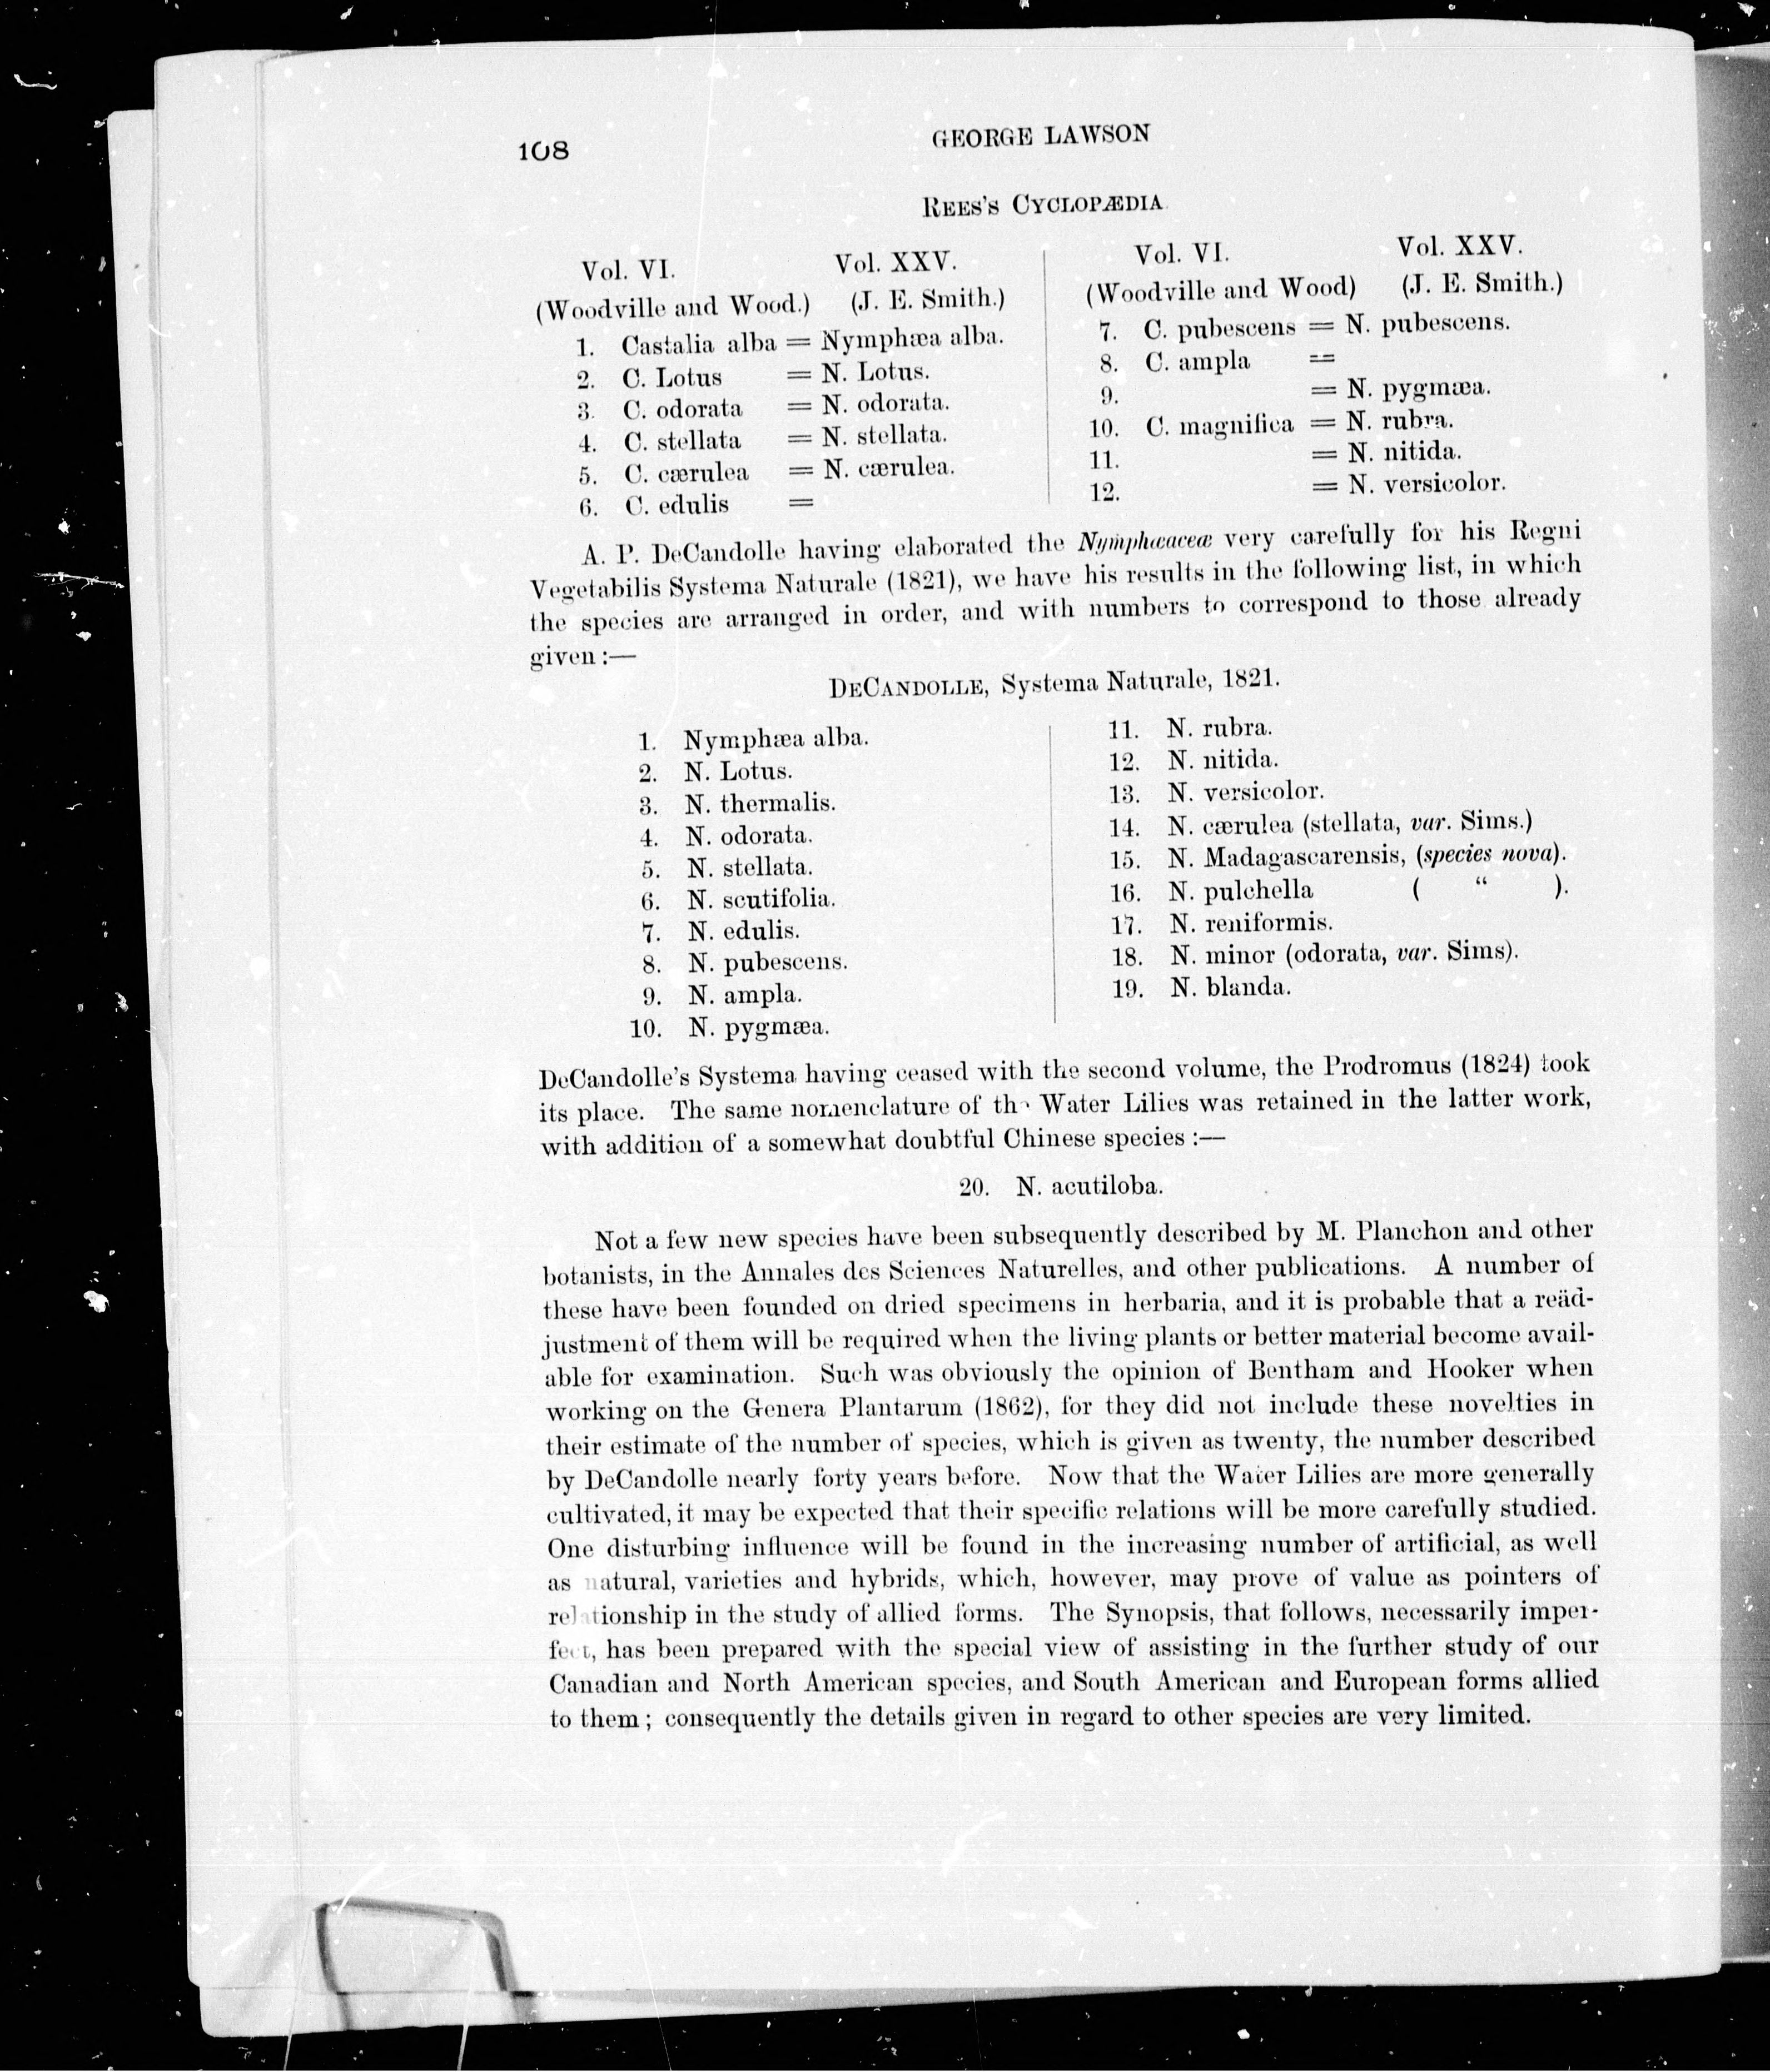 108
GEORGE LAWSON
REES'S CYCLOPÆDIA
Vol. VI. Vol. XXV.
(Woodville and Wood.) (J. E. Smith.)
1. Castalia alba = Nymphæa alba.
2. C. Lotus = N. Lotus.
3. C. odorata = N. odorata.
4. C. stellata = N. stellata.
5. C. cærulea = N. cærulea.
6. C. edulis =
Vol. VI. Vol. XXV.
(Woodville and Wood) (J. E. Smith.)
7. C. pubescens = N. pubescens.
8. C. ampla =
9. = N. pygmæa.
10. C. magnifica = N. rubra.
11. = N. nitida.
12. = N. versicolor.
A. P. DeCandolle having elaborated the Nymphæaceæ very carefully for his Regni
Vegetabilis Systema Naturale (1821), we have his results in the following list, in which
the species are arranged in order, and with numbers to correspond to those already
given :—
DECANDOLLE, Systema Naturale, 1821.
1. Nymphæa alba.
2. N. Lotus.
3. N. thermalis.
4. N. odorata.
5. N. stellata.
6. N. scutifolia.
7. N. edulis.
8. N. pubescens.
9. N. ampla.
10. N. pygmæa.
11. N. rubra.
12. N. nitida.
13. N. versicolor.
14. N. cærulea (stellata, var. Sims.)
15. N. Madagascarensis, (species nova).
16. N. pulchella ( " ).
17. N. reniformis.
18. N. minor (odorata, var. Sims).
19. N. blanda.
DeCandolle's Systema having ceased with the second volume, the Prodromus (1824) took
its place. The same nomenclature of the Water Lilies was retained in the latter work,
with addition of a somewhat doubtful Chinese species :—
20. N. acutiloba.
Not a few new species have been subsequently described by M. Planchon and other
botanists, in the Annales des Sciences Naturelles, and other publications. A number of
these have been founded on dried specimens in herbaria, and it is probable that a reäd-
justment of them will be required when the living plants or better material become avail-
able for examination. Such was obviously the opinion of Bentham and Hooker when
working on the Genera Plantarum (1862), for they did not include these novelties in
their estimate of the number of species, which is given as twenty, the number described
by DeCandolle nearly forty years before. Now that the Water Lilies are more generally
cultivated, it may be expected that their specific relations will be more carefully studied.
One disturbing influence will be found in the increasing number of artificial, as well
as natural, varieties and hybrids, which, however, may prove of value as pointers of
relationship in the study of allied forms. The Synopsis, that follows, necessarily imper-
fect, has been prepared with the special view of assisting in the further study of our
Canadian and North American species, and South American and European forms allied
to them ; consequently the details given in regard to other species are very limited.